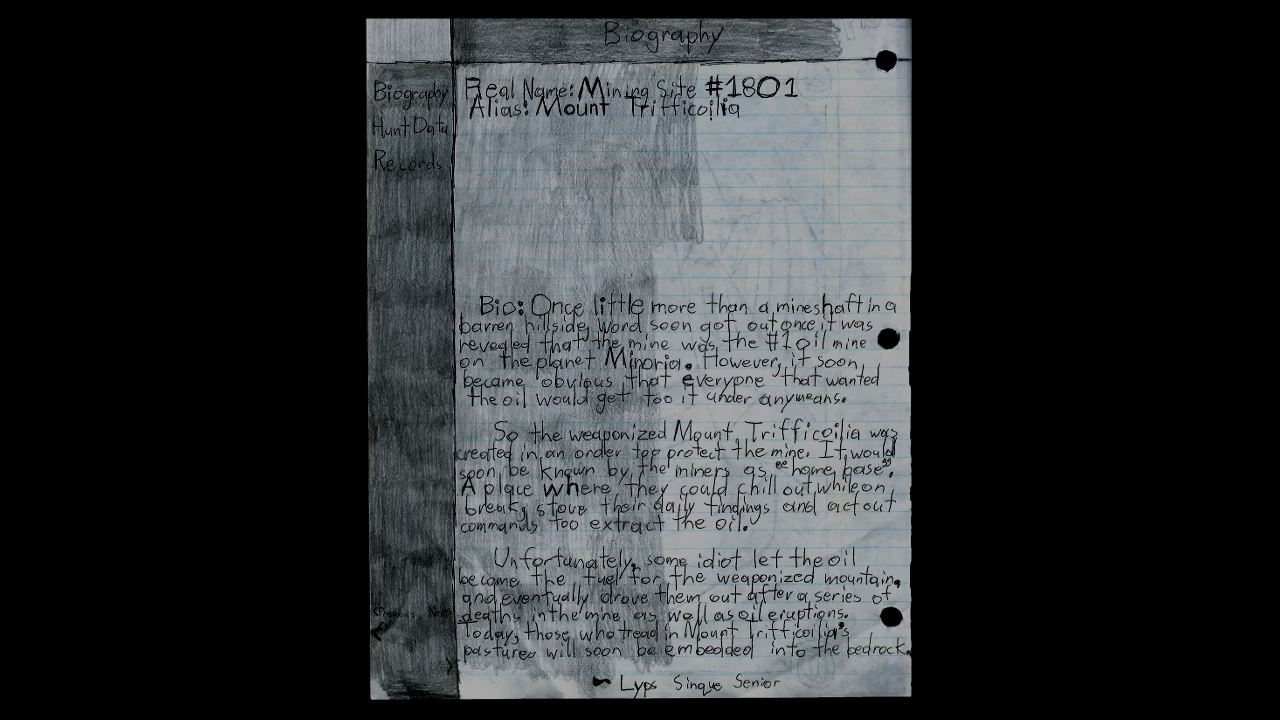 Biography
Biography
Hunt Data
Records
Real Name: Mining Site #1801
Alias: Mount Trifficoilia
Bio: Once little more than a mineshaft in a
barren hillside, word soon got out once it was
revealed that the mine was the #1 oil mine
on the planet Minoria. However, it soon
became obvious that everyone that wanted
the oil would get too it under any means.
So the weaponized Mount Trifficoilia was
created in an order too protect the mine. It would
soon be known by the miners as "home base".
A place where they could chill out while on
break, stove their daily findings and act out
commands too extract the oil.
Unfortunately, some idiot let the oil
become the fuel for the weaponized mountain,
and eventually drove them out after a series of
deaths in the mine as well as oil eruptions.
Today, those who tread in Mount Trifficoilia's
pastures will soon be embedded into the bedrock.
~ Lyps Sinque Senior